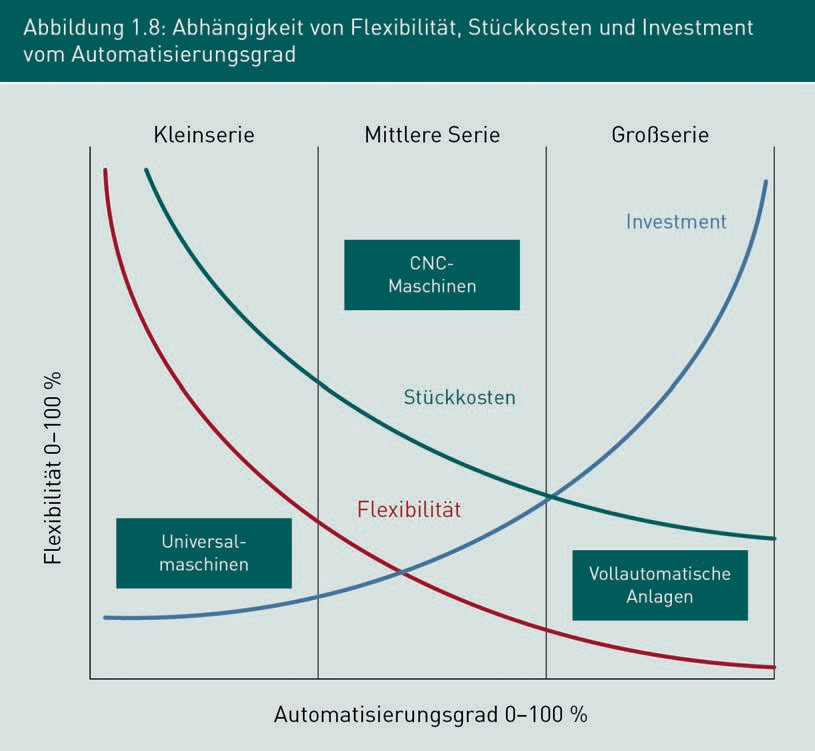 Abbildung 1.8: Abhängigkeit von Flexibilität, Stückkosten und Investment
vom Automatisierungsgrad
Kleinserie
Mittlere Serie
Großserie
Investment
CNC-
Maschinen
Stückkosten
Flexibilität 0–100 %
Flexibilität
Universal-
maschinen
Vollautomatische
Anlagen
Automatisierungsgrad 0–100 %